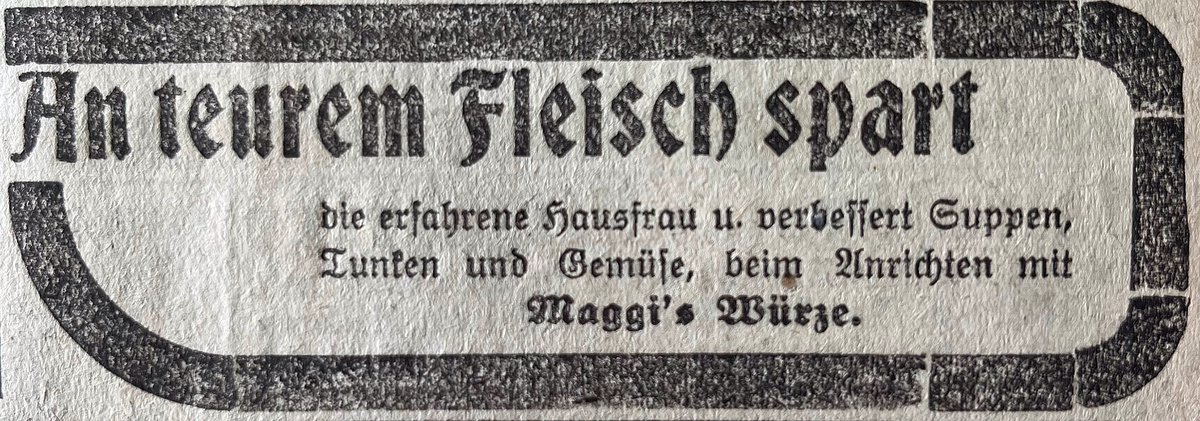 An teurem Fleisch spart
die erfahrene Hausfrau u. verbessert Suppen,
Tunken und Gemüse, beim Anrichten mit
Maggi's Würze.